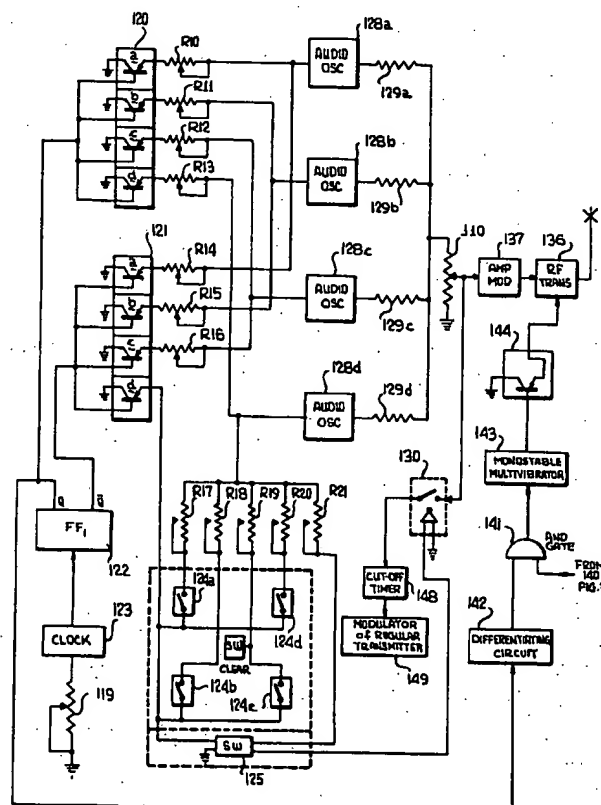 120
a
R10
b
R11
c
R12
d
R13
121
a
R14
b
R15
c
R16
d
AUDIO OSC
128a
129a
AUDIO OSC
128b
129b
AUDIO OSC
128c
129c
AUDIO OSC
128d
129d
110
137
AMP MOD
136
RF TRANS
144
143
MONOSTABLE MULTIVIBRATOR
141
AND GATE
FROM 140
142
DIFFERENTIATING CIRCUIT
130
CUT-OFF TIMER
148
MODULATOR of REGULAR TRANSMITTER
149
R17
R18
R19
R20
R21
124a
124d
SW
CLEAR
124b
124e
SW
125
Q
Q̄
FF1
122
CLOCK
123
119